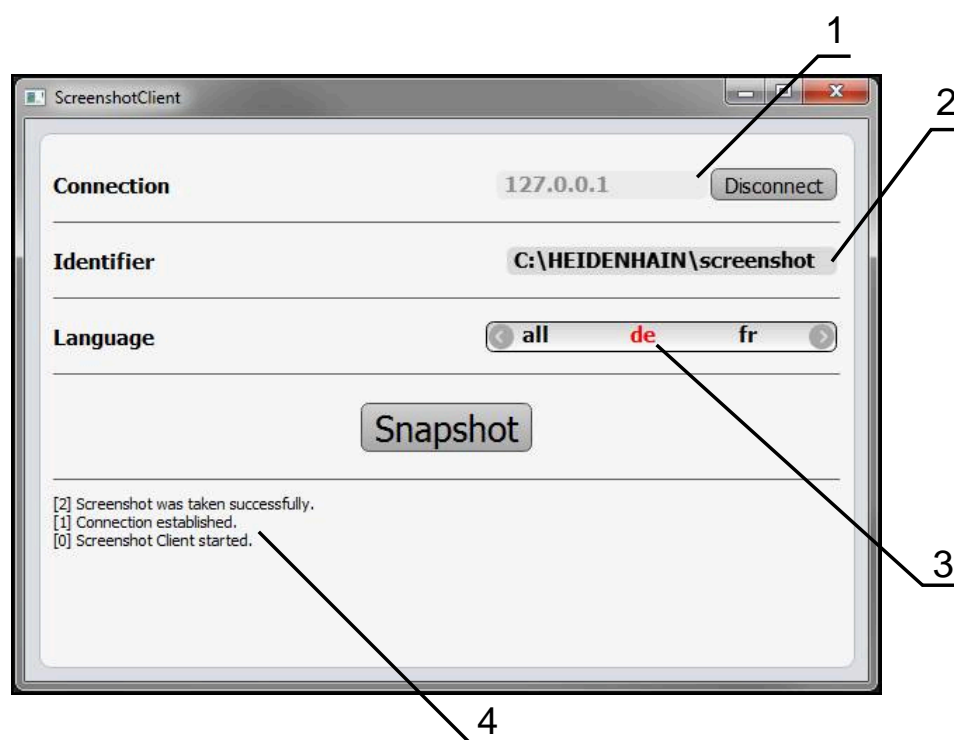 1
ScreenshotClient
2
Connection 127.0.0.1 Disconnect
Identifier C:\HEIDENHAIN\screenshot
Language all de fr
Snapshot
[2] Screenshot was taken successfully.
[1] Connection established.
[0] Screenshot Client started.
3
4